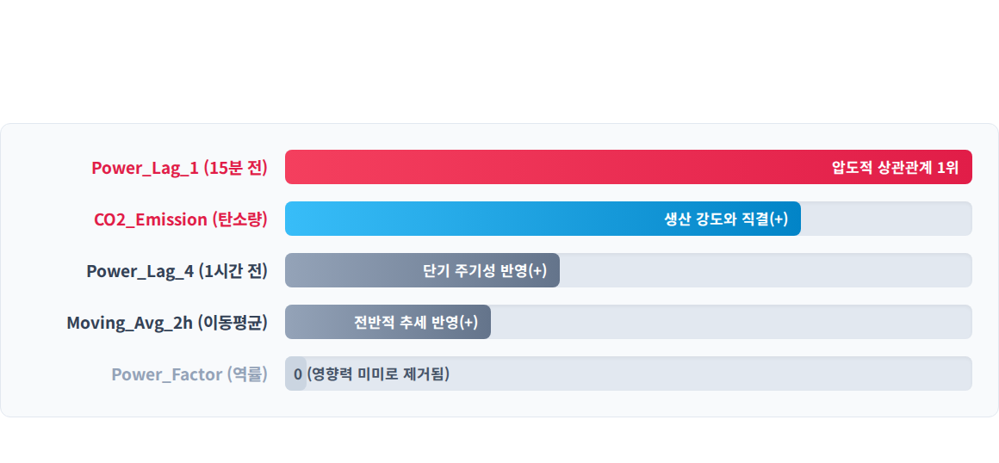 Power_Lag_1 (15분 전) 압도적 상관관계 1위
CO2_Emission (탄소량) 생산 강도와 직결(+)
Power_Lag_4 (1시간 전) 단기 주기성 반영(+)
Moving_Avg_2h (이동평균) 전반적 추세 반영(+)
Power_Factor (역률) 0 (영향력 미미로 제거됨)